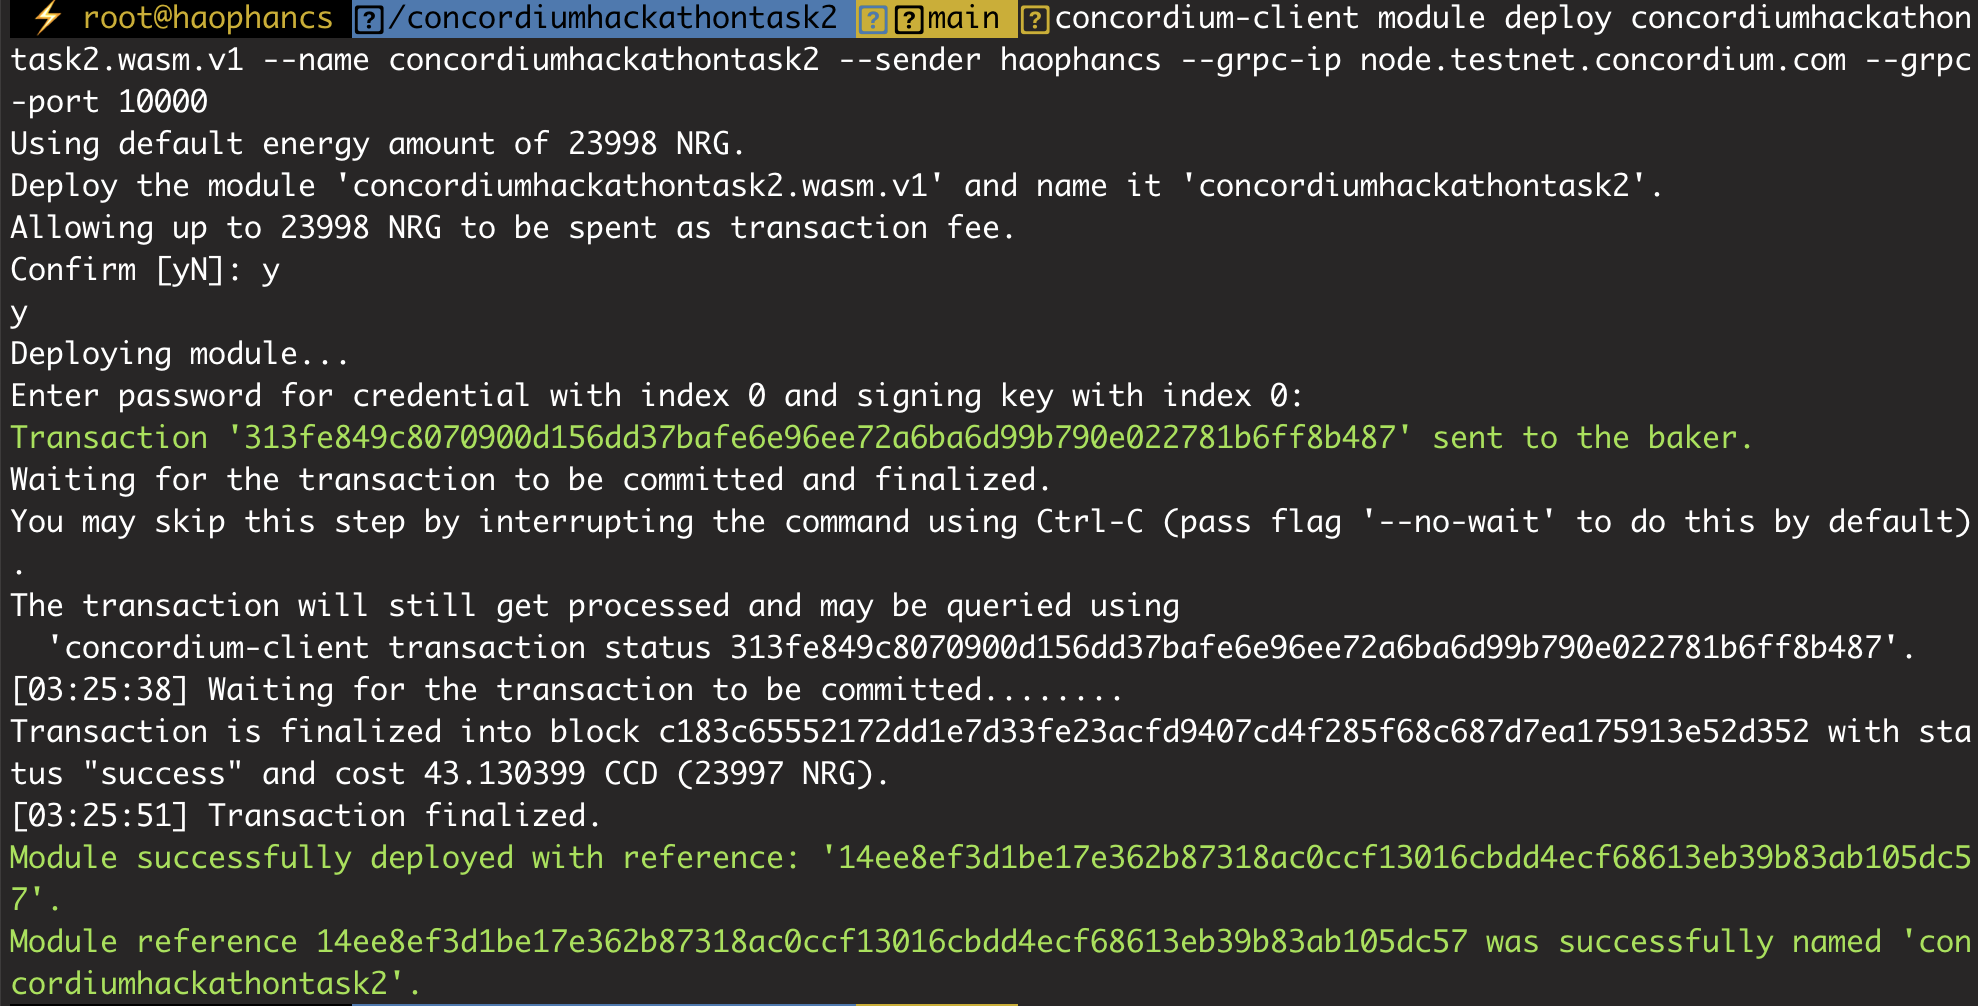 ⚡ root@haophancs ?/concordiumhackathontask2 ??main ?concordium-client module deploy concordiumhackathon
task2.wasm.v1 --name concordiumhackathontask2 --sender haophancs --grpc-ip node.testnet.concordium.com --grpc
-port 10000
Using default energy amount of 23998 NRG.
Deploy the module 'concordiumhackathontask2.wasm.v1' and name it 'concordiumhackathontask2'.
Allowing up to 23998 NRG to be spent as transaction fee.
Confirm [yN]: y
y
Deploying module...
Enter password for credential with index 0 and signing key with index 0:
Transaction '313fe849c8070900d156dd37bafe6e96ee72a6ba6d99b790e022781b6ff8b487' sent to the baker.
Waiting for the transaction to be committed and finalized.
You may skip this step by interrupting the command using Ctrl-C (pass flag '--no-wait' to do this by default)
.
The transaction will still get processed and may be queried using
  'concordium-client transaction status 313fe849c8070900d156dd37bafe6e96ee72a6ba6d99b790e022781b6ff8b487'.
[03:25:38] Waiting for the transaction to be committed........
Transaction is finalized into block c183c65552172dd1e7d33fe23acfd9407cd4f285f68c687d7ea175913e52d352 with sta
tus "success" and cost 43.130399 CCD (23997 NRG).
[03:25:51] Transaction finalized.
Module successfully deployed with reference: '14ee8ef3d1be17e362b87318ac0ccf13016cbdd4ecf68613eb39b83ab105dc5
7'.
Module reference 14ee8ef3d1be17e362b87318ac0ccf13016cbdd4ecf68613eb39b83ab105dc57 was successfully named 'con
cordiumhackathontask2'.